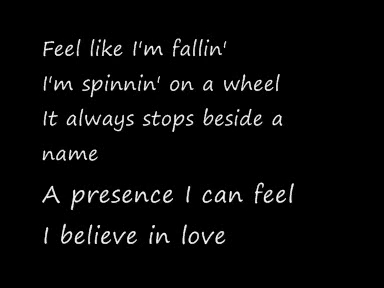 Feel like I'm fallin'
I'm spinnin' on a wheel
It always stops beside a
name
A presence I can feel
I believe in love